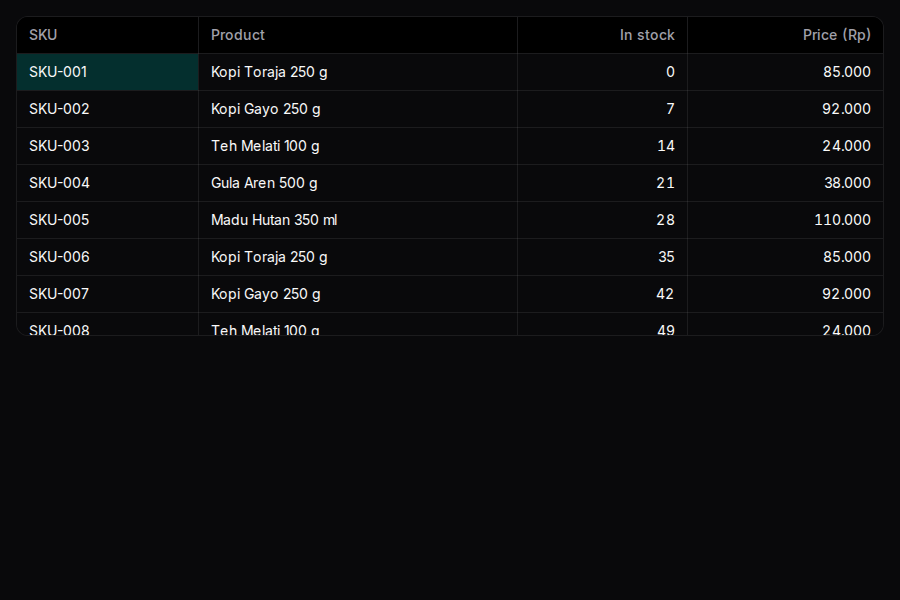 SKU Product In stock Price (Rp)
SKU-001 Kopi Toraja 250 g 0 85.000
SKU-002 Kopi Gayo 250 g 7 92.000
SKU-003 Teh Melati 100 g 14 24.000
SKU-004 Gula Aren 500 g 21 38.000
SKU-005 Madu Hutan 350 ml 28 110.000
SKU-006 Kopi Toraja 250 g 35 85.000
SKU-007 Kopi Gayo 250 g 42 92.000
SKU-008 Teh Melati 100 g 49 24.000